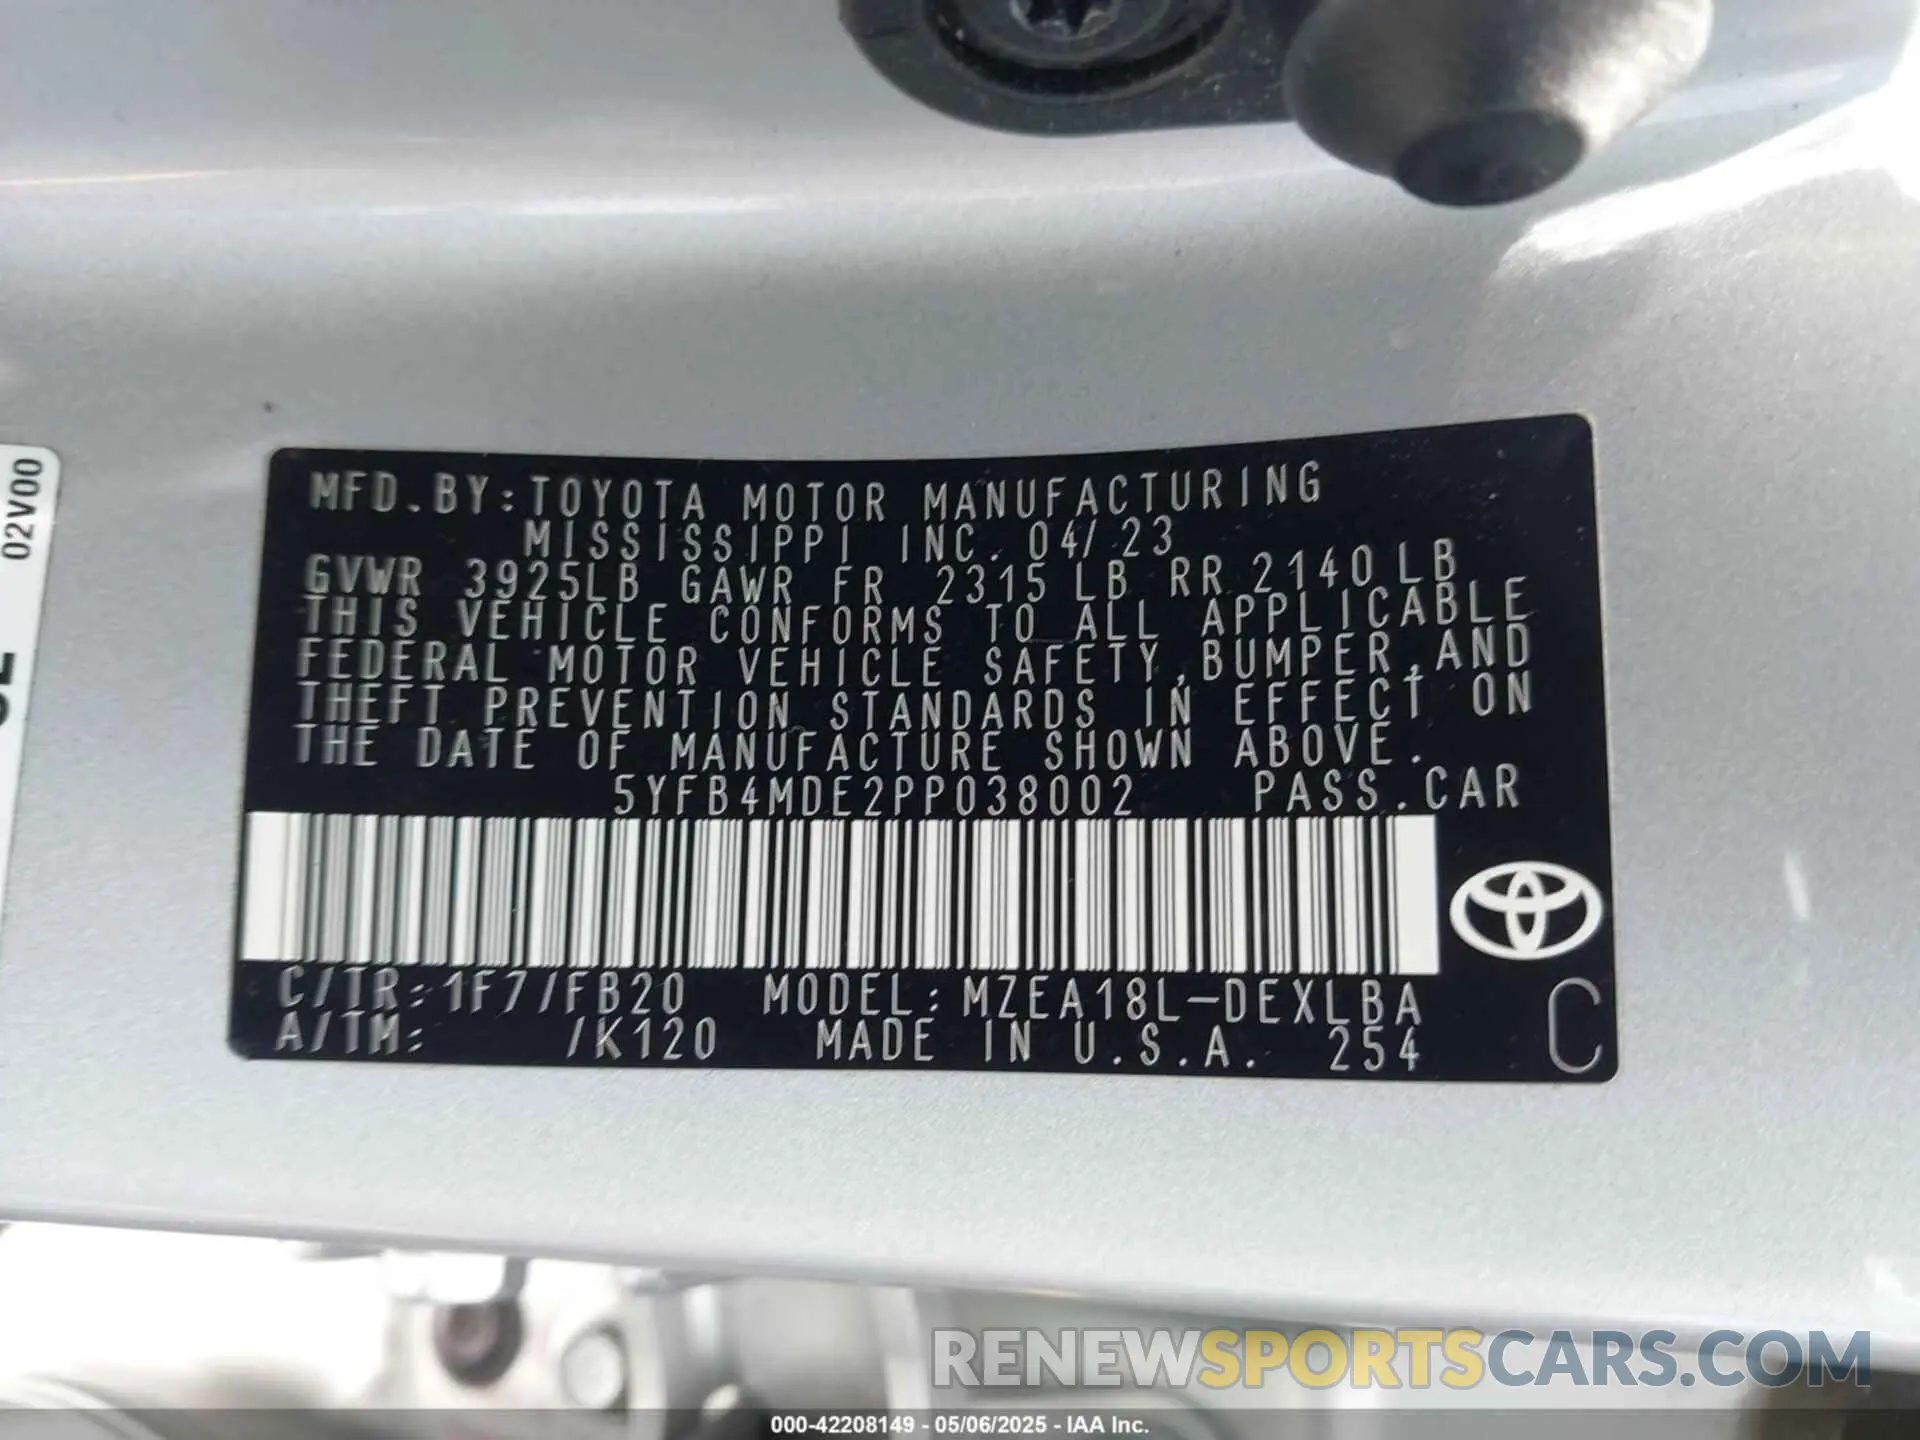 MFD.BY:TOYOTA MOTOR MANUFACTURING
MISSISSIPPI INC. 04/23
GVWR 3925LB GAWR FR 2315 LB RR 2140 LB
THIS VEHICLE CONFORMS TO ALL APPLICABLE
FEDERAL MOTOR VEHICLE SAFETY,BUMPER,AND
THEFT PREVENTION STANDARDS IN EFFECT ON
THE DATE OF MANUFACTURE SHOWN ABOVE.
5YFB4MDE2PP038002 PASS.CAR
C/TR:1F7/FB20 MODEL:MZEA18L-DEXLBA
A/TM: /K120 MADE IN U.S.A. 254
C
02V00
RENEWSPORTSCARS.COM
000-42208149 - 05/06/2025 - IAA Inc.